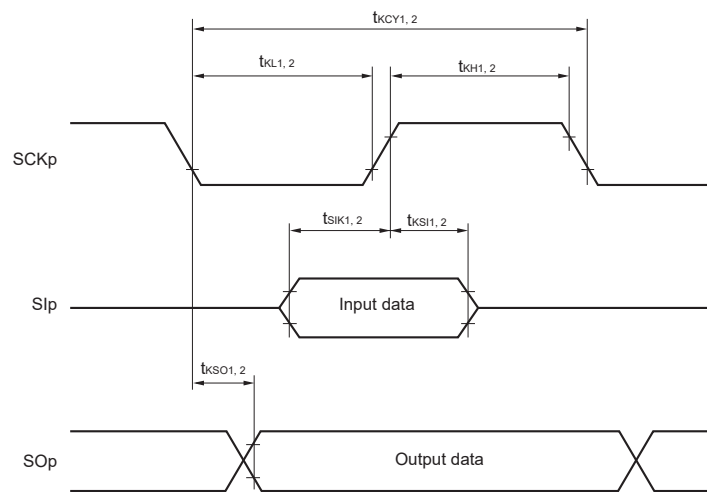 tKCY1, 2
tKL1, 2
tKH1, 2
SCKp
tSIK1, 2
tKSI1, 2
SIp
Input data
tKSO1, 2
SOp
Output data